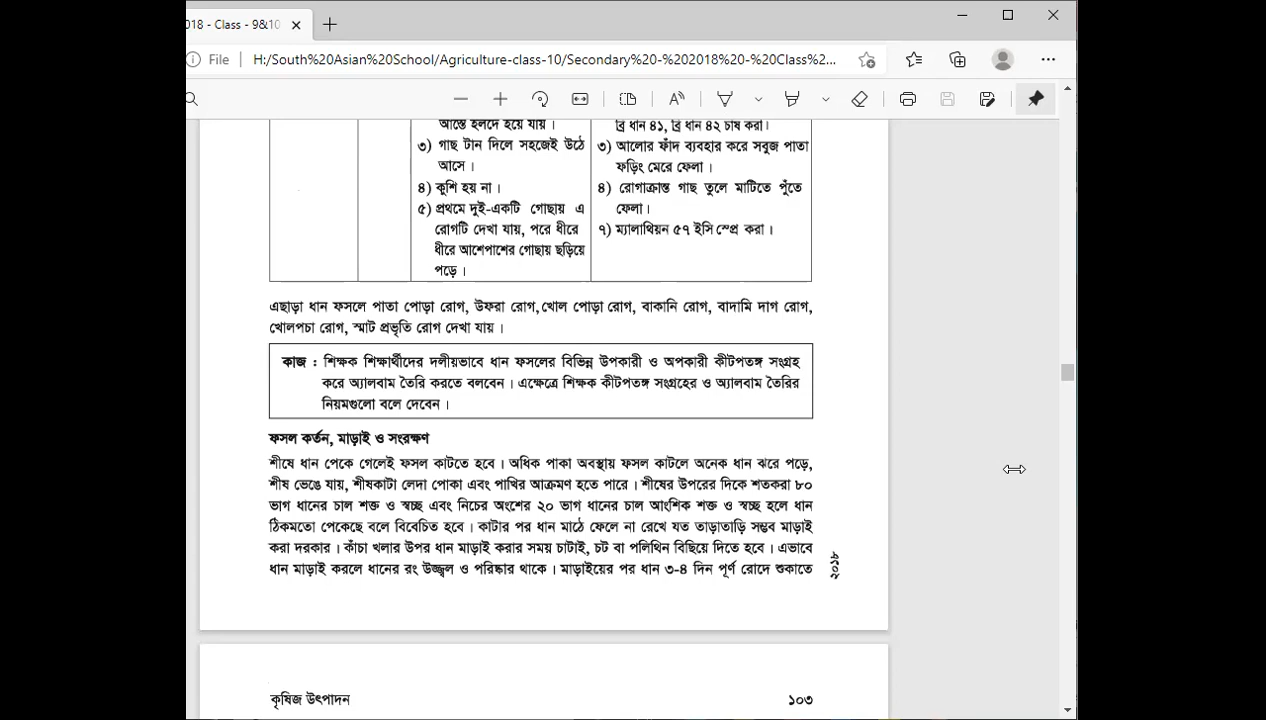 018 - Class - 9&10
File H:/South%20Asian%20School/Agriculture-class-10/Secondary%20-%202018%20-%20Class%2...
আস্তে হলদে হয়ে যায়।
৩) গাছ টান দিলে সহজেই উঠে
আসে।
৪) কুশি হয় না।
৫) প্রথমে দুই-একটি গোছায় এ
রোগটি দেখা যায়, পরে ধীরে
ধীরে আশেপাশের গোছায় ছড়িয়ে
পড়ে।
ব্রি ধান ৪১, ব্রি ধান ৪২ চাষ করা।
৩) আলোর ফাঁদ ব্যবহার করে সবুজ পাতা
ফড়িং মেরে ফেলা।
৪) রোগাক্রান্ত গাছ তুলে মাটিতে পুঁতে
ফেলা।
৭) ম্যালাথিয়ন ৫৭ ইসি স্প্রে করা।
এছাড়া ধান ফসলে পাতা পোড়া রোগ, উফরা রোগ, খোল পোড়া রোগ, বাকানি রোগ, বাদামি দাগ রোগ,
খোলপচা রোগ, স্মাট প্রভৃতি রোগ দেখা যায়।
কাজ : শিক্ষক শিক্ষার্থীদের দলীয়ভাবে ধান ফসলের বিভিন্ন উপকারী ও অপকারী কীটপতঙ্গ সংগ্রহ
করে অ্যালবাম তৈরি করতে বলবেন। এক্ষেত্রে শিক্ষক কীটপতঙ্গ সংগ্রহের ও অ্যালবাম তৈরির
নিয়মগুলো বলে দেবেন।
ফসল কর্তন, মাড়াই ও সংরক্ষণ
শীষে ধান পেকে গেলেই ফসল কাটতে হবে। অধিক পাকা অবস্থায় ফসল কাটলে অনেক ধান ঝরে পড়ে,
শীষ ভেঙে যায়, শীষকাটা লেদা পোকা এবং পাখির আক্রমণ হতে পারে। শীষের উপরের দিকে শতকরা ৮০
ভাগ ধানের চাল শক্ত ও স্বচ্ছ এবং নিচের অংশের ২০ ভাগ ধানের চাল আংশিক শক্ত ও স্বচ্ছ হলে ধান
ঠিকমতো পেকেছে বলে বিবেচিত হবে। কাটার পর ধান মাঠে ফেলে না রেখে যত তাড়াতাড়ি সম্ভব মাড়াই
করা দরকার। কাঁচা খলার উপর ধান মাড়াই করার সময় চাটাই, চট বা পলিথিন বিছিয়ে দিতে হবে। এভাবে
ধান মাড়াই করলে ধানের রং উজ্জ্বল ও পরিষ্কার থাকে। মাড়াইয়ের পর ধান ৩-৪ দিন পূর্ণ রোদে শুকাতে
২০১৮
কৃষিজ উৎপাদন ১০৩